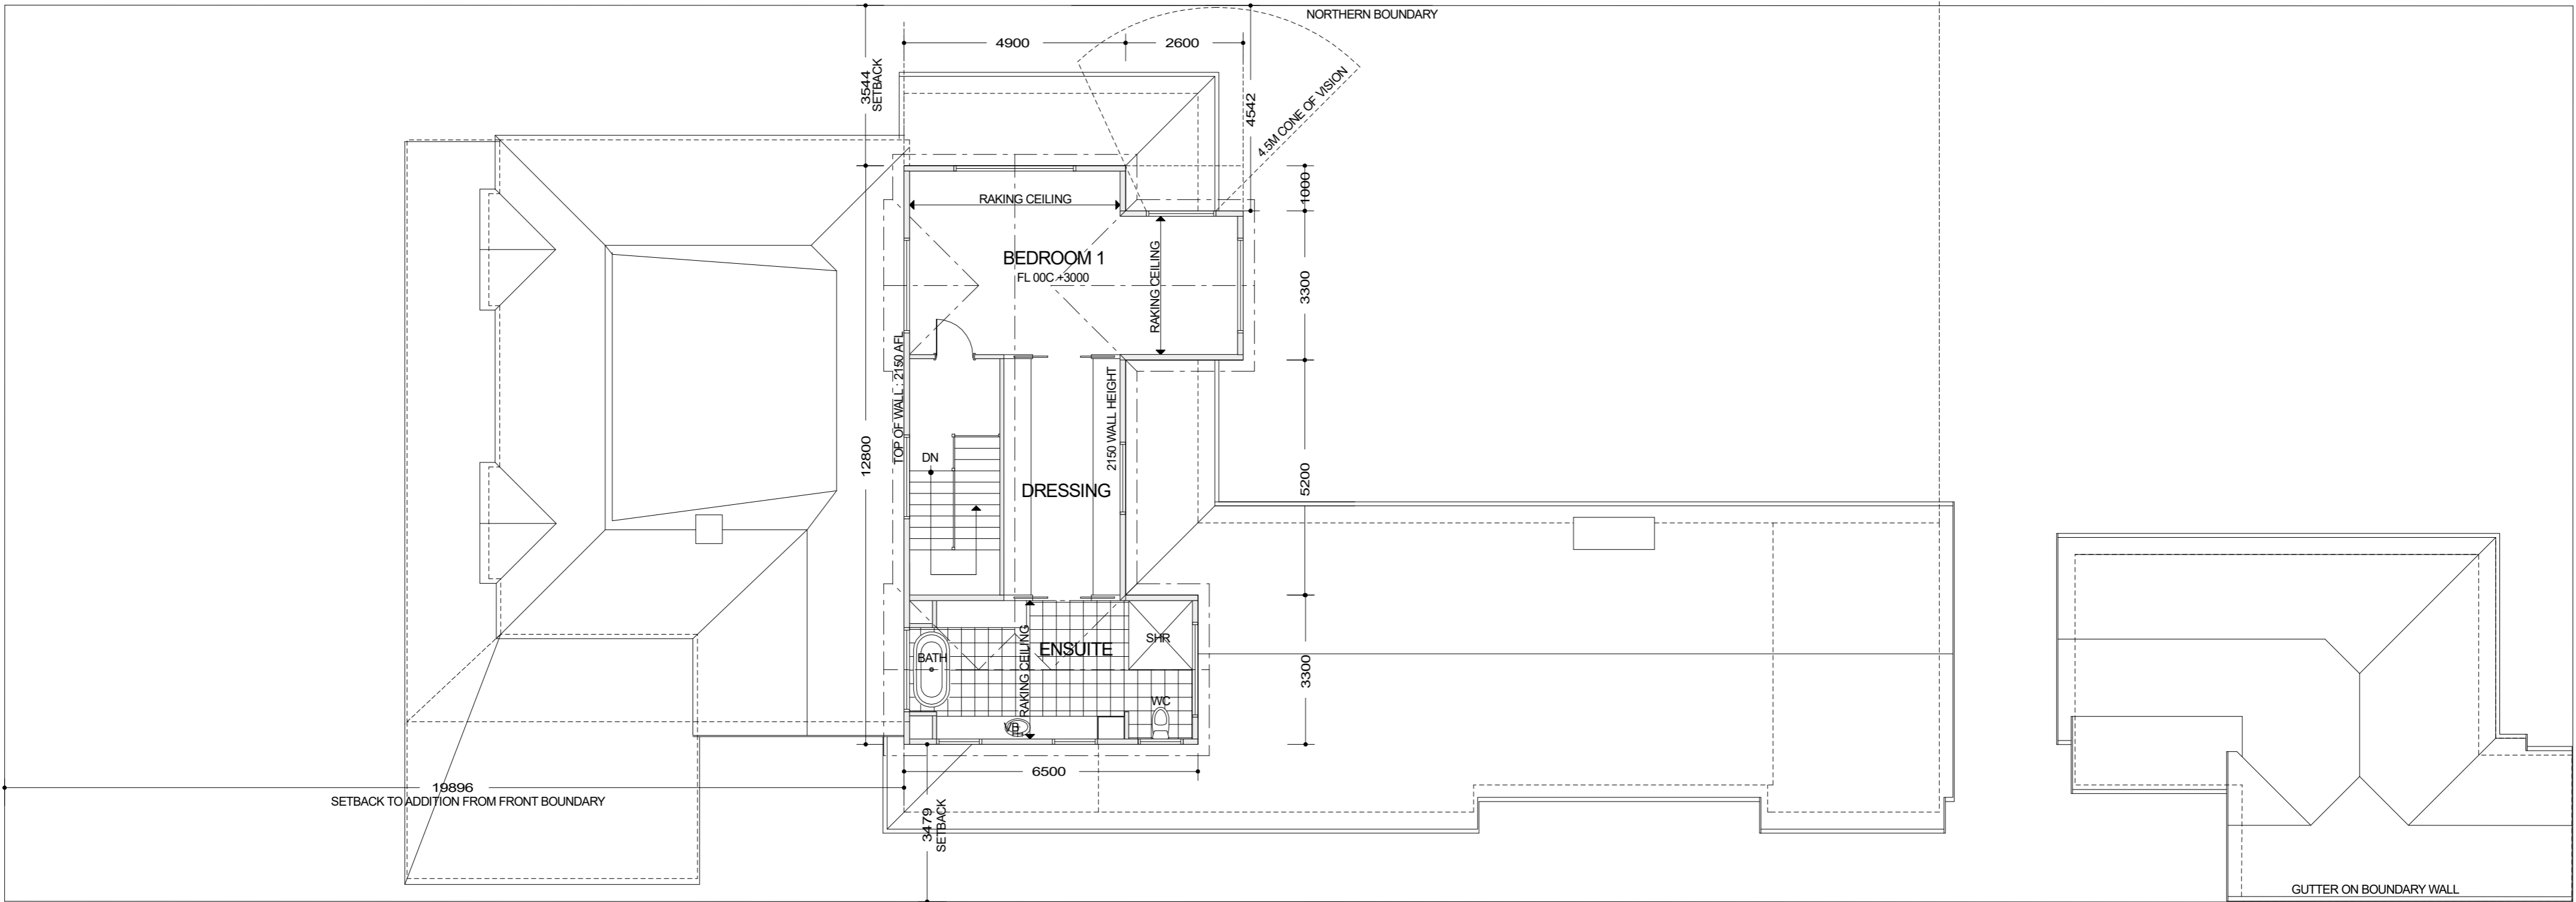 NORTHERN BOUNDARY
4900
2600
3544
SETBACK
4542
4.5M CONE OF VISION
1000
RAKING CEILING
RAKING CEILING
BEDROOM 1
FL 00C +3000
3300
TOP OF WALL : 2150 AFL
2150 WALL HEIGHT
12800
DN
DRESSING
5200
RAKING CEILING
ENSUITE
SHR
BATH
WC
VB
3300
6500
19896
SETBACK TO ADDITION FROM FRONT BOUNDARY
3479
SETBACK
GUTTER ON BOUNDARY WALL